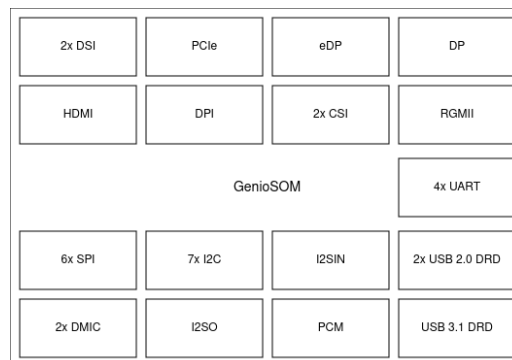 2x DSI
PCIe
eDP
DP
HMDI
DPI
2x CSI
RGMII
GenioSOM
4x UART
6x SPI
7x I2C
I2SIN
2x USB 2.0 DRD
2x DMIC
I2SO
PCM
USB 3.1 DRD